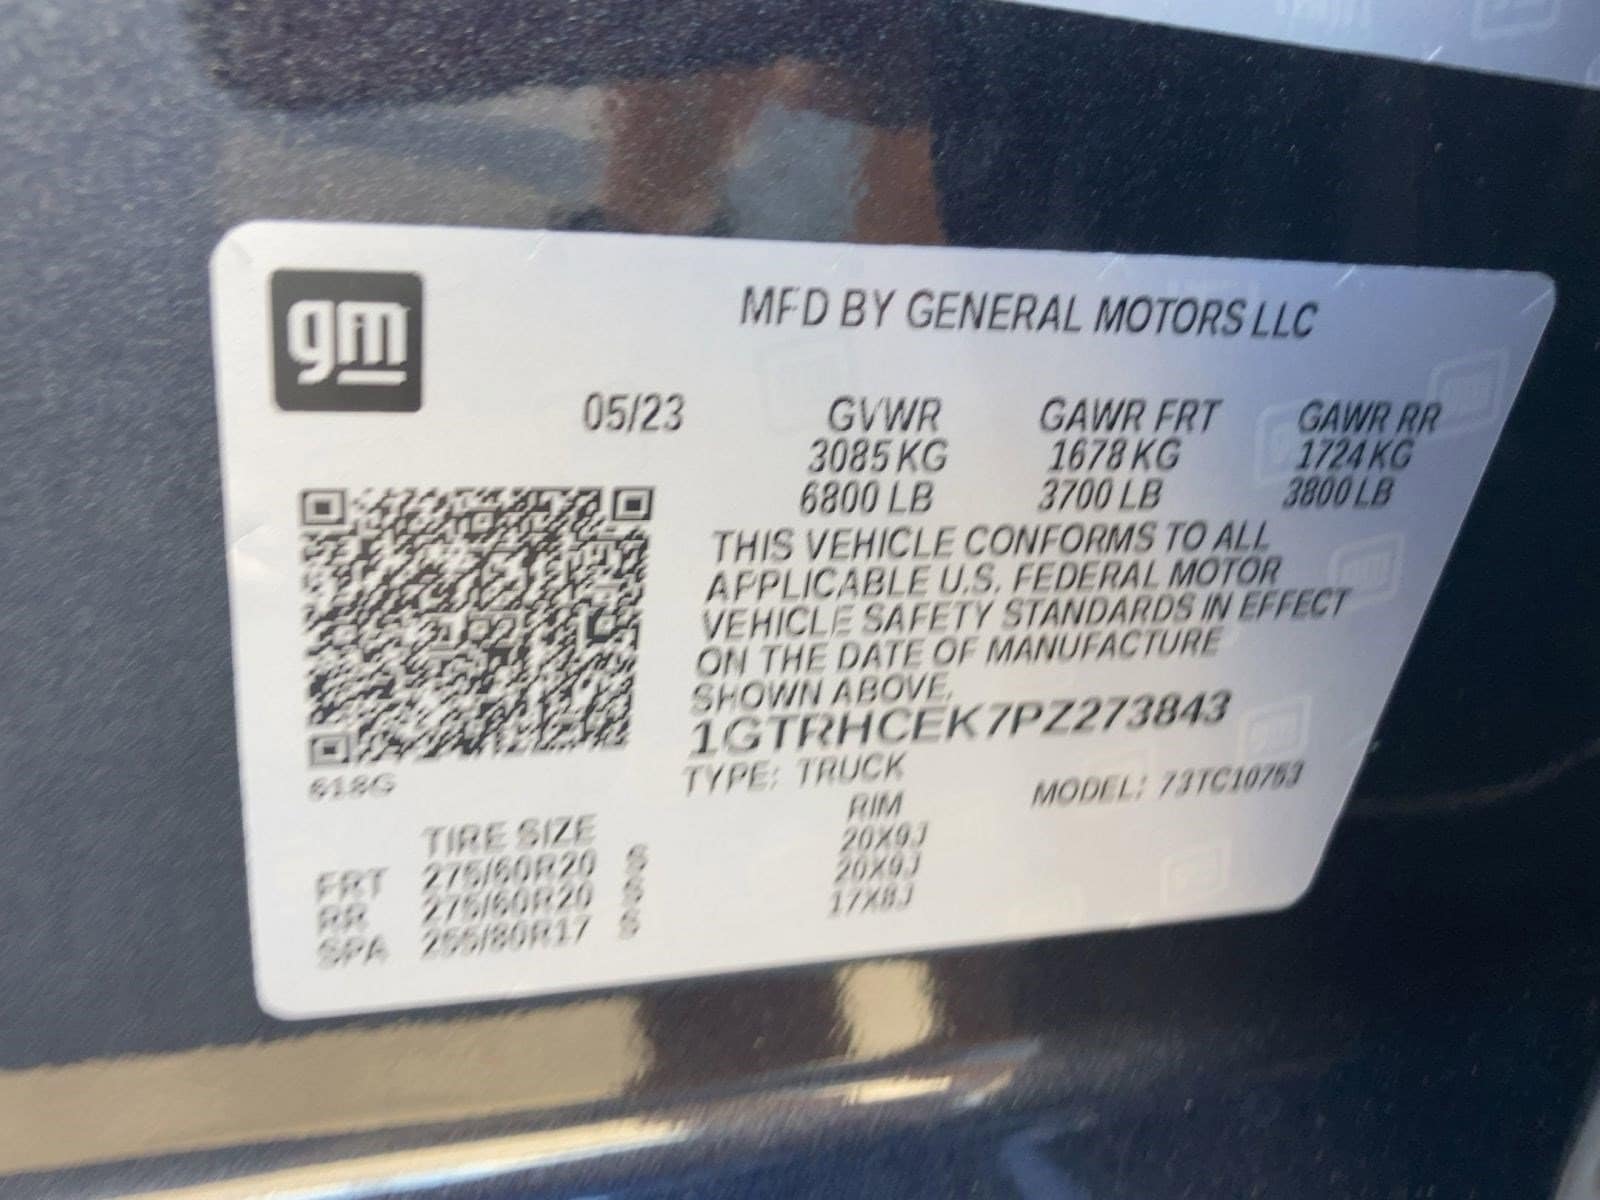 gm
MFD BY GENERAL MOTORS LLC
05/23 GVWR GAWR FRT GAWR RR
3085 KG 1678 KG 1724 KG
6800 LB 3700 LB 3800 LB
THIS VEHICLE CONFORMS TO ALL
APPLICABLE U.S. FEDERAL MOTOR
VEHICLE SAFETY STANDARDS IN EFFECT
ON THE DATE OF MANUFACTURE
SHOWN ABOVE.
1GTRHCEK7PZ273843
618G
TYPE: TRUCK MODEL: 73TC10753
TIRE SIZE RIM
FRT 275/60R20 S 20X9J
RR 275/60R20 S 20X9J
SPA 255/80R17 S 17X8J